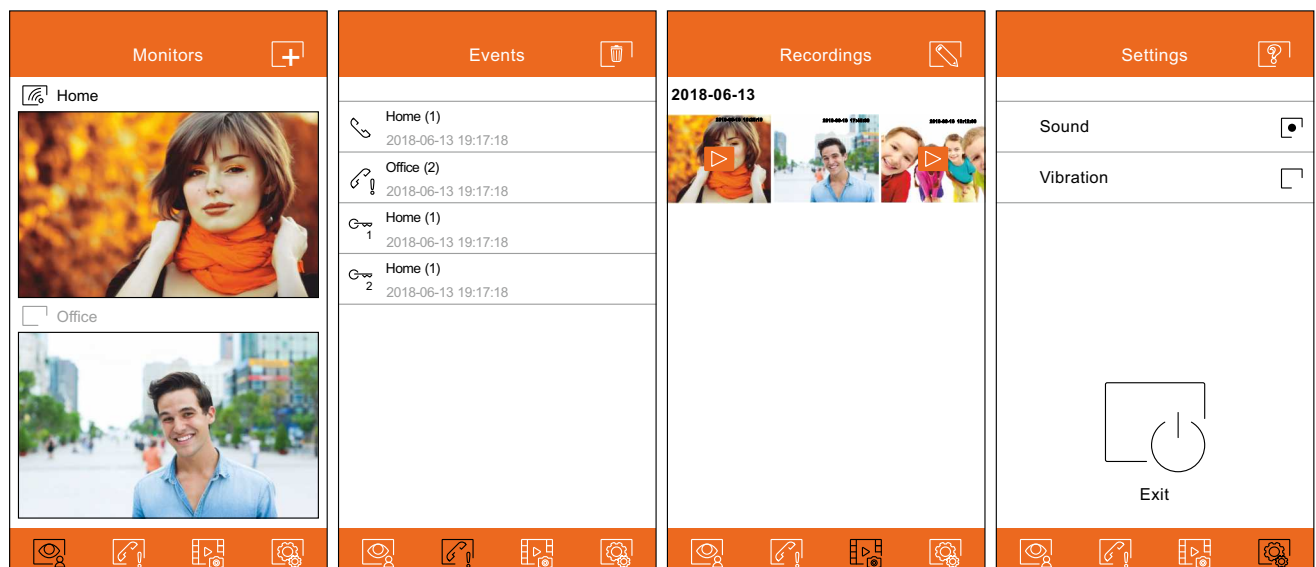 Monitors
Home
Office
Events
Home (1)
2018-06-13 19:17:18
Office (2)
2018-06-13 19:17:18
1
Home (1)
2018-06-13 19:17:18
2
Home (1)
2018-06-13 19:17:18
Recordings
2018-06-13
Settings
Sound
Vibration
Exit